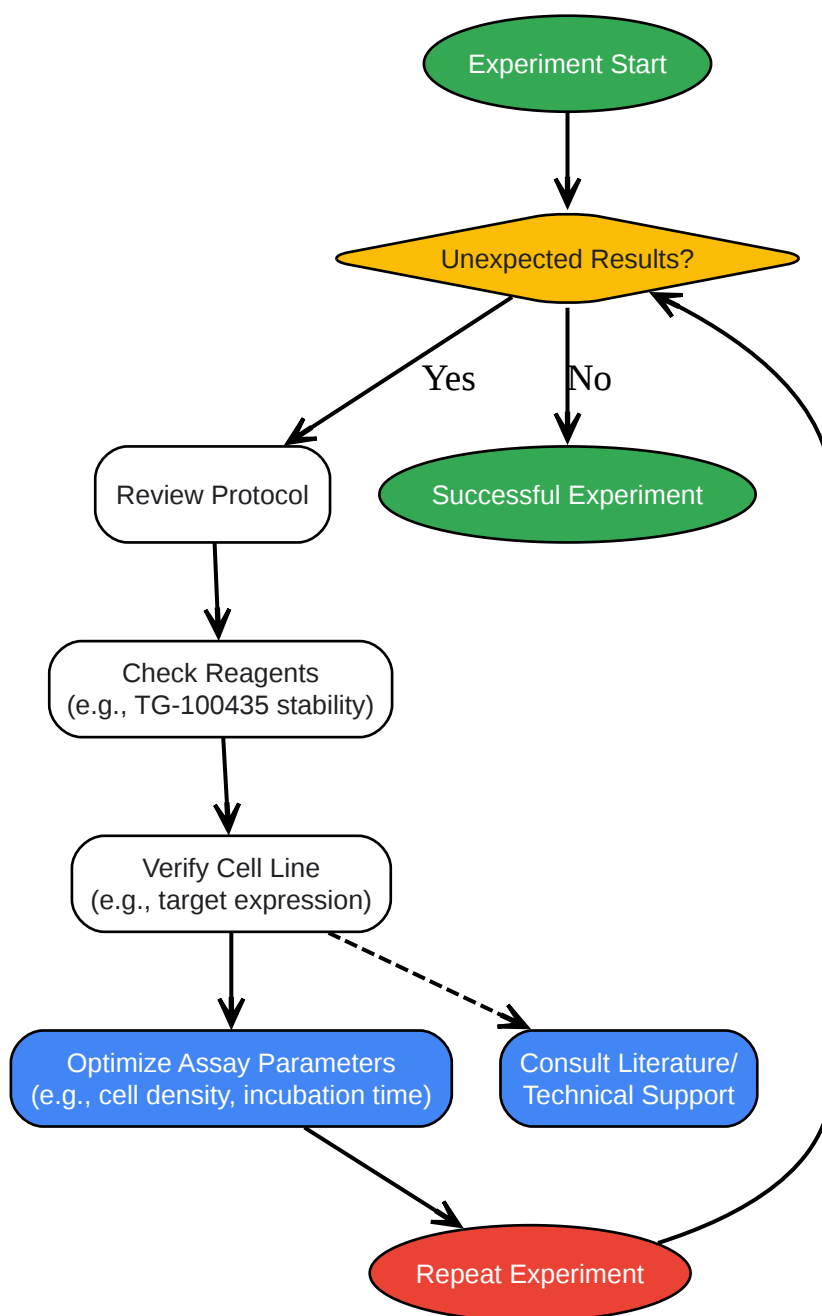 Experiment Start
Unexpected Results?
Yes
No
Review Protocol
Successful Experiment
Check Reagents
(e.g., TG-100435 stability)
Verify Cell Line
(e.g., target expression)
Optimize Assay Parameters
(e.g., cell density, incubation time)
Consult Literature/
Technical Support
Repeat Experiment